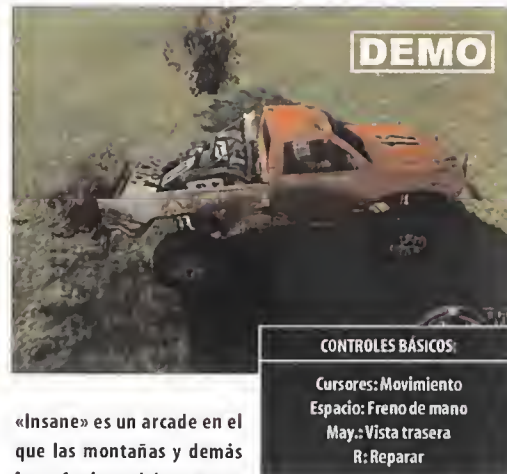 DEMO
CONTROLES BÁSICOS:
Cursores: Movimiento
Espacio: Freno de mano
May.: Vista trasera
R: Reparar
«Insane» es un arcade en el
que las montañas y demás